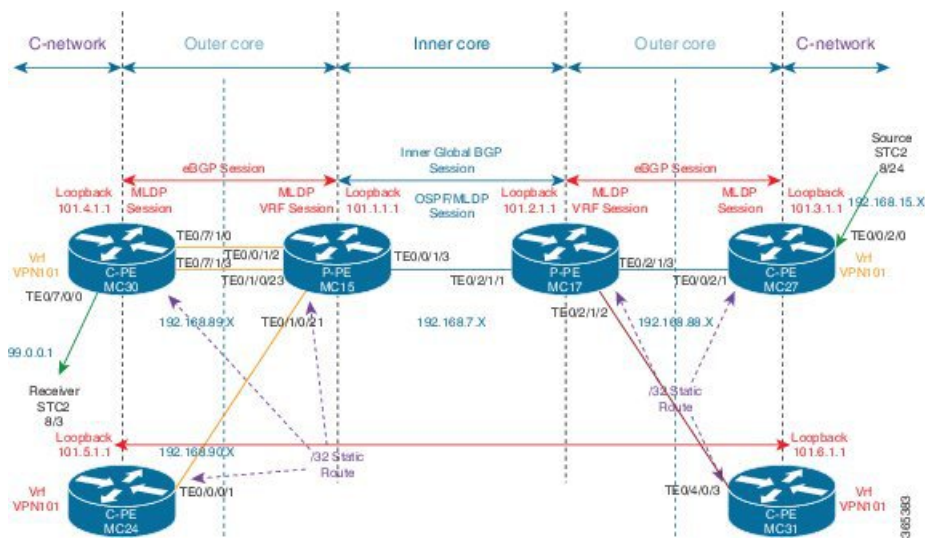 C-network
Outer core
Inner core
Outer core
C-network
eBGP Session
Inner Global BGP
Session
eBGP Session
Source
STC2
8/24
Loopback
101.4.1.1
MLDP
Session
MLDP
VRF Session
Loopback
101.1.1.1
OSPF/MLDP
Session
Loopback
101.2.1.1
MLDP
VRF Session
MLDP
Session
Loopback
101.3.1.1
192.168.15.X
TE0/7/1/0
TE0/0/1/2
TE0/0/1/3
TE0/2/1/3
TE0/0/2/0
Vrf
VPN101
C-PE
MC30
TE0/7/1/3
TE0/1/0/23
P-PE
MC15
TE0/2/1/1
P-PE
MC17
TE0/0/2/1
C-PE
MC27
Vrf
VPN101
TE0/7/0/0
192.168.89.X
TE0/1/0/21
192.168.7.X
TE0/2/1/2
192.168.88.X
99.0.0.1
Receiver
STC2
8/3
/32 Static
Route
Loopback
101.5.1.1
192.168.90.X
/32 Static
Route
Loopback
101.6.1.1
Vrf
VPN101
C-PE
MC24
TE0/0/0/1
TE0/4/0/3
C-PE
MC31
Vrf
VPN101
365383